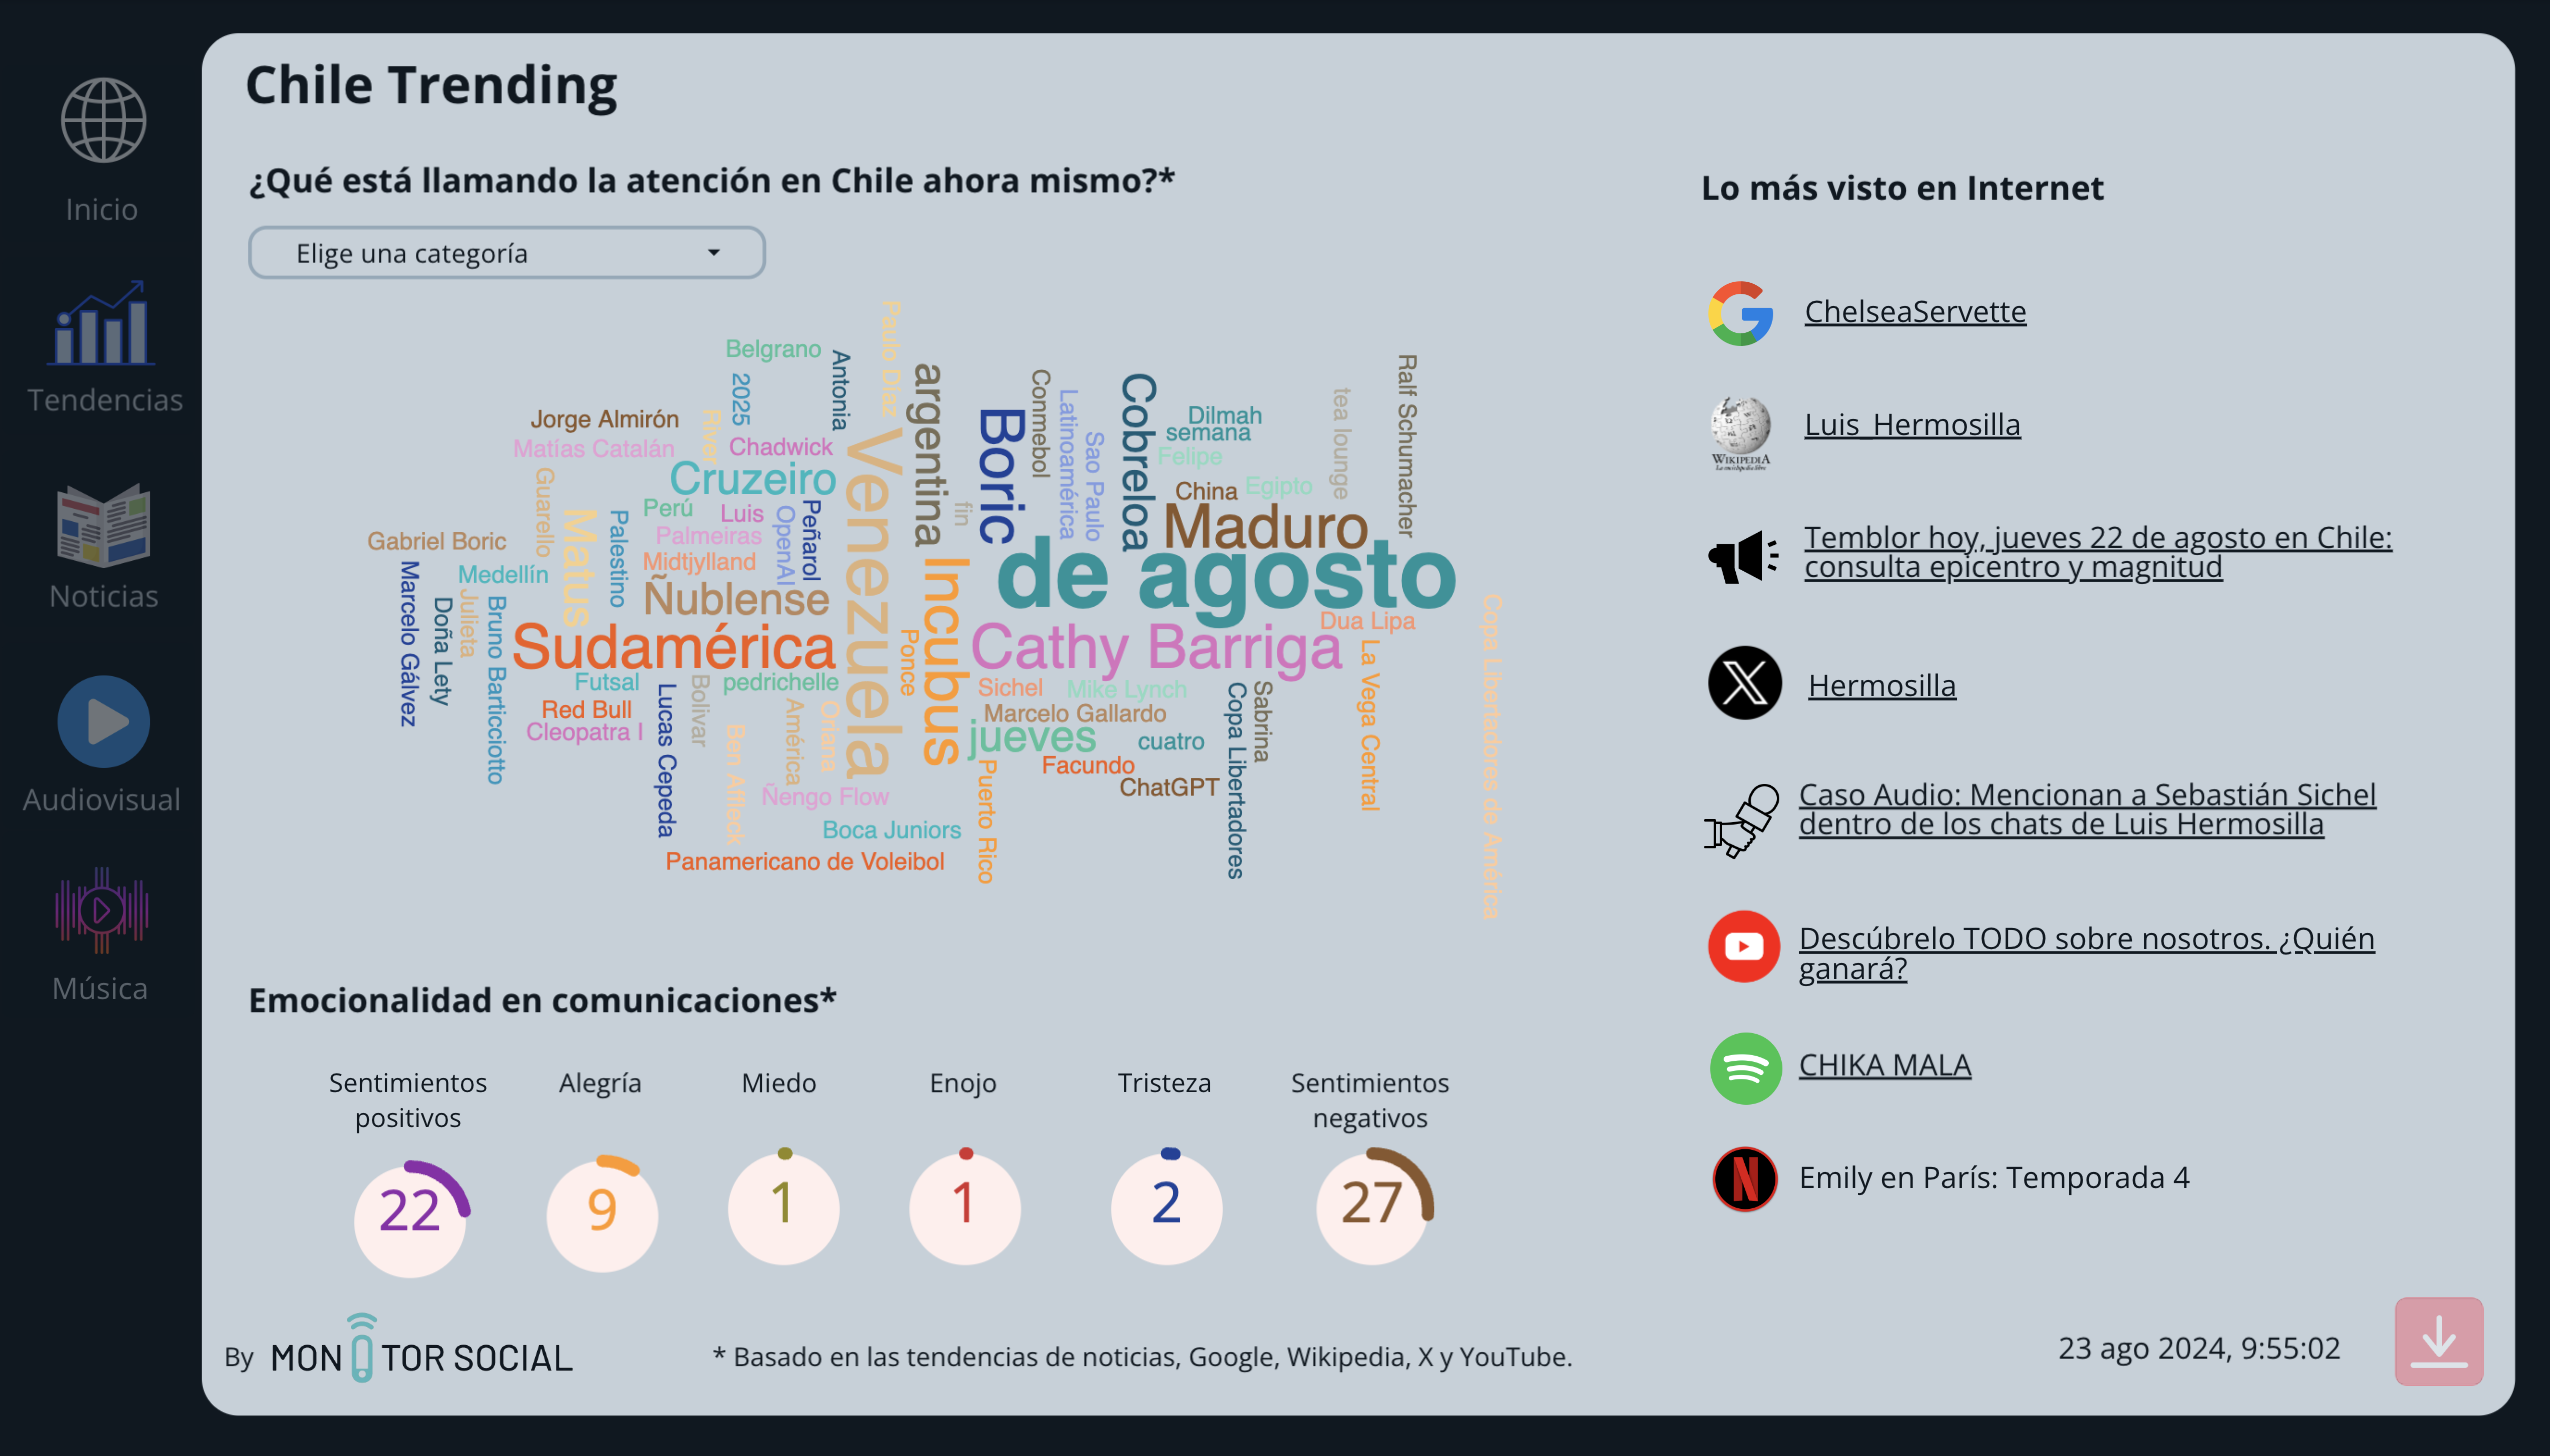 Chile Trending
Inicio
Tendencias
Noticias
Audiovisual
Música
¿Qué está llamando la atención en Chile ahora mismo?*
Elige una categoría
Paulo Díaz
Belgrano
Antonia
2025
argentina
Conmebol
Latinoamérica
Cobreloa
Ralf Schumacher
tea lounge
Jorge Almirón
River
Boric
Sao Paulo
Dilmah
semana
Matías Catalán
Chadwick
Venezuela
Felipe
Guarello
Cruzeiro
China
Egipto
Matus
Palestino
Perú
Luis
OpenAI
Peñarol
fin
Maduro
Gabriel Boric
Palmeiras
Midtjylland
de agosto
Marcelo Gálvez
Medellín
Incubus
Doña Lety
Julieta
Bruno Barticciotto
Ñublense
Dua Lipa
Copa Libertadores de América
Sudamérica
Ponce
Cathy Barriga
La Vega Central
Futsal
Lucas Cepeda
Bolivar
pedrichelle
Sichel
Mike Lynch
Copa Libertadores
Sabrina
Red Bull
América
Omana
Marcelo Gallardo
Cleopatra I
Ben Affleck
jueves
cuatro
Facundo
Puerto Rico
ChatGPT
Ñengo Flow
Boca Juniors
Panamericano de Voleibol
Lo más visto en Internet
ChelseaServette
WIKIPEDIA
Luis_Hermosilla
Temblor hoy, jueves 22 de agosto en Chile:
consulta epicentro y magnitud
Hermosilla
Caso Audio: Mencionan a Sebastián Sichel
dentro de los chats de Luis Hermosilla
Descúbrelo TODO sobre nosotros. ¿Quién
ganará?
CHIKA MALA
Emily en París: Temporada 4
Emocionalidad en comunicaciones*
Sentimientos
positivos
22
Alegría
9
Miedo
1
Enojo
1
Tristeza
2
Sentimientos
negativos
27
By MONITOR SOCIAL
* Basado en las tendencias de noticias, Google, Wikipedia, X y YouTube.
23 ago 2024, 9:55:02